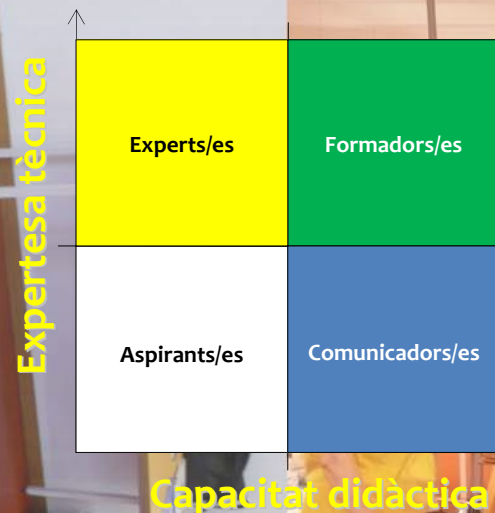 Expertesa tècnica
Experts/es
Formadors/es
Aspirants/es
Comunicadors/es
Capacitat didàctica